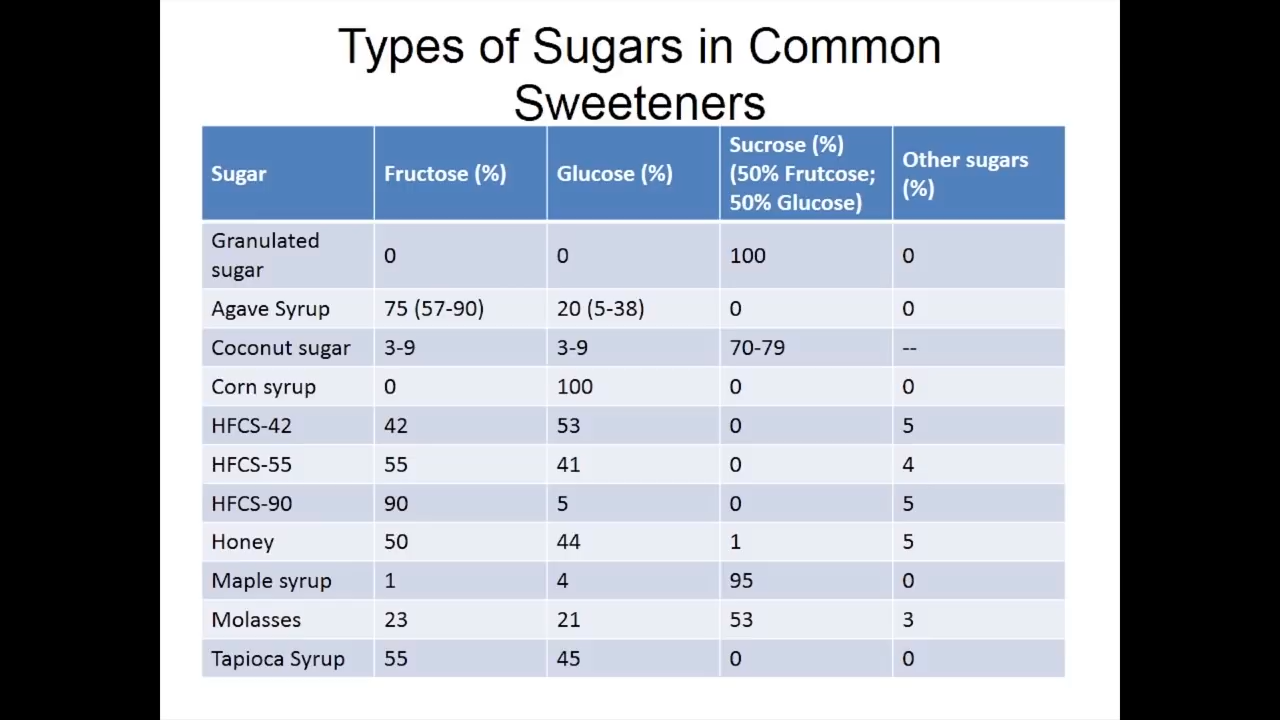 Types of Sugars in Common
Sweeteners
Sugar Fructose (%) Glucose (%) Sucrose (%) (50% Frutcose; 50% Glucose) Other sugars (%)
Granulated sugar 0 0 100 0
Agave Syrup 75 (57-90) 20 (5-38) 0 0
Coconut sugar 3-9 3-9 70-79 --
Corn syrup 0 100 0 0
HFCS-42 42 53 0 5
HFCS-55 55 41 0 4
HFCS-90 90 5 0 5
Honey 50 44 1 5
Maple syrup 1 4 95 0
Molasses 23 21 53 3
Tapioca Syrup 55 45 0 0